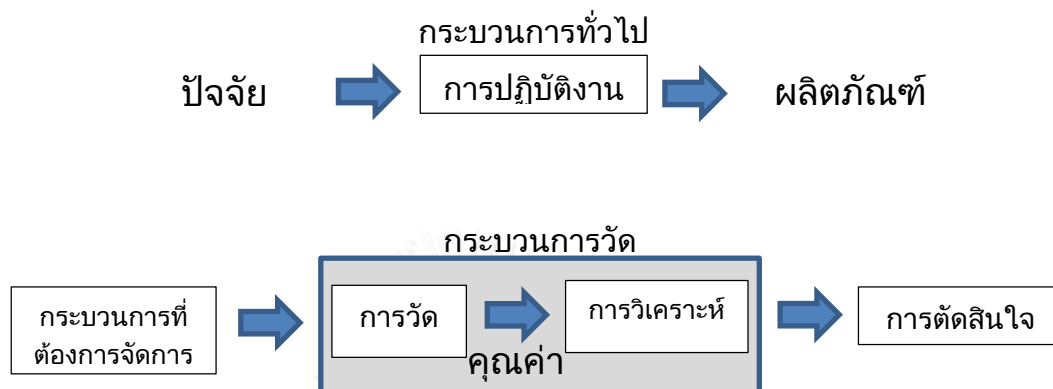 กระบวนการทั่วไป
ปัจจัย
การปฏิบัติงาน
ผลิตภัณฑ์
กระบวนการวัด
กระบวนการที่
ต้องการจัดการ
การวัด
การวิเคราะห์
การตัดสินใจ
คุณค่า